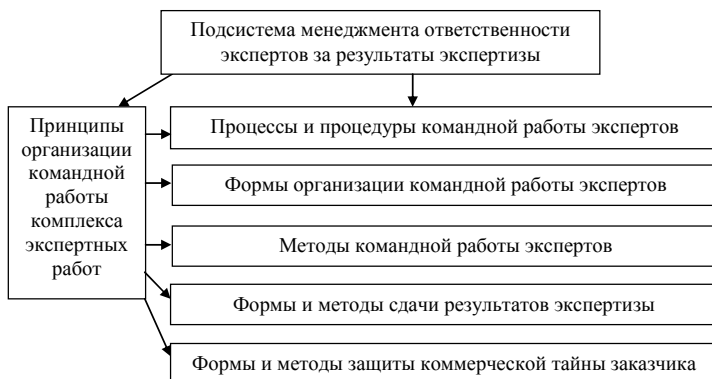 Подсистема менеджмента ответственности
экспертов за результаты экспертизы
Принципы
организации
командной
работы
комплекса
экспертных
работ
Процессы и процедуры командной работы экспертов
Формы организации командной работы экспертов
Методы командной работы экспертов
Формы и методы сдачи результатов экспертизы
Формы и методы защиты коммерческой тайны заказчика